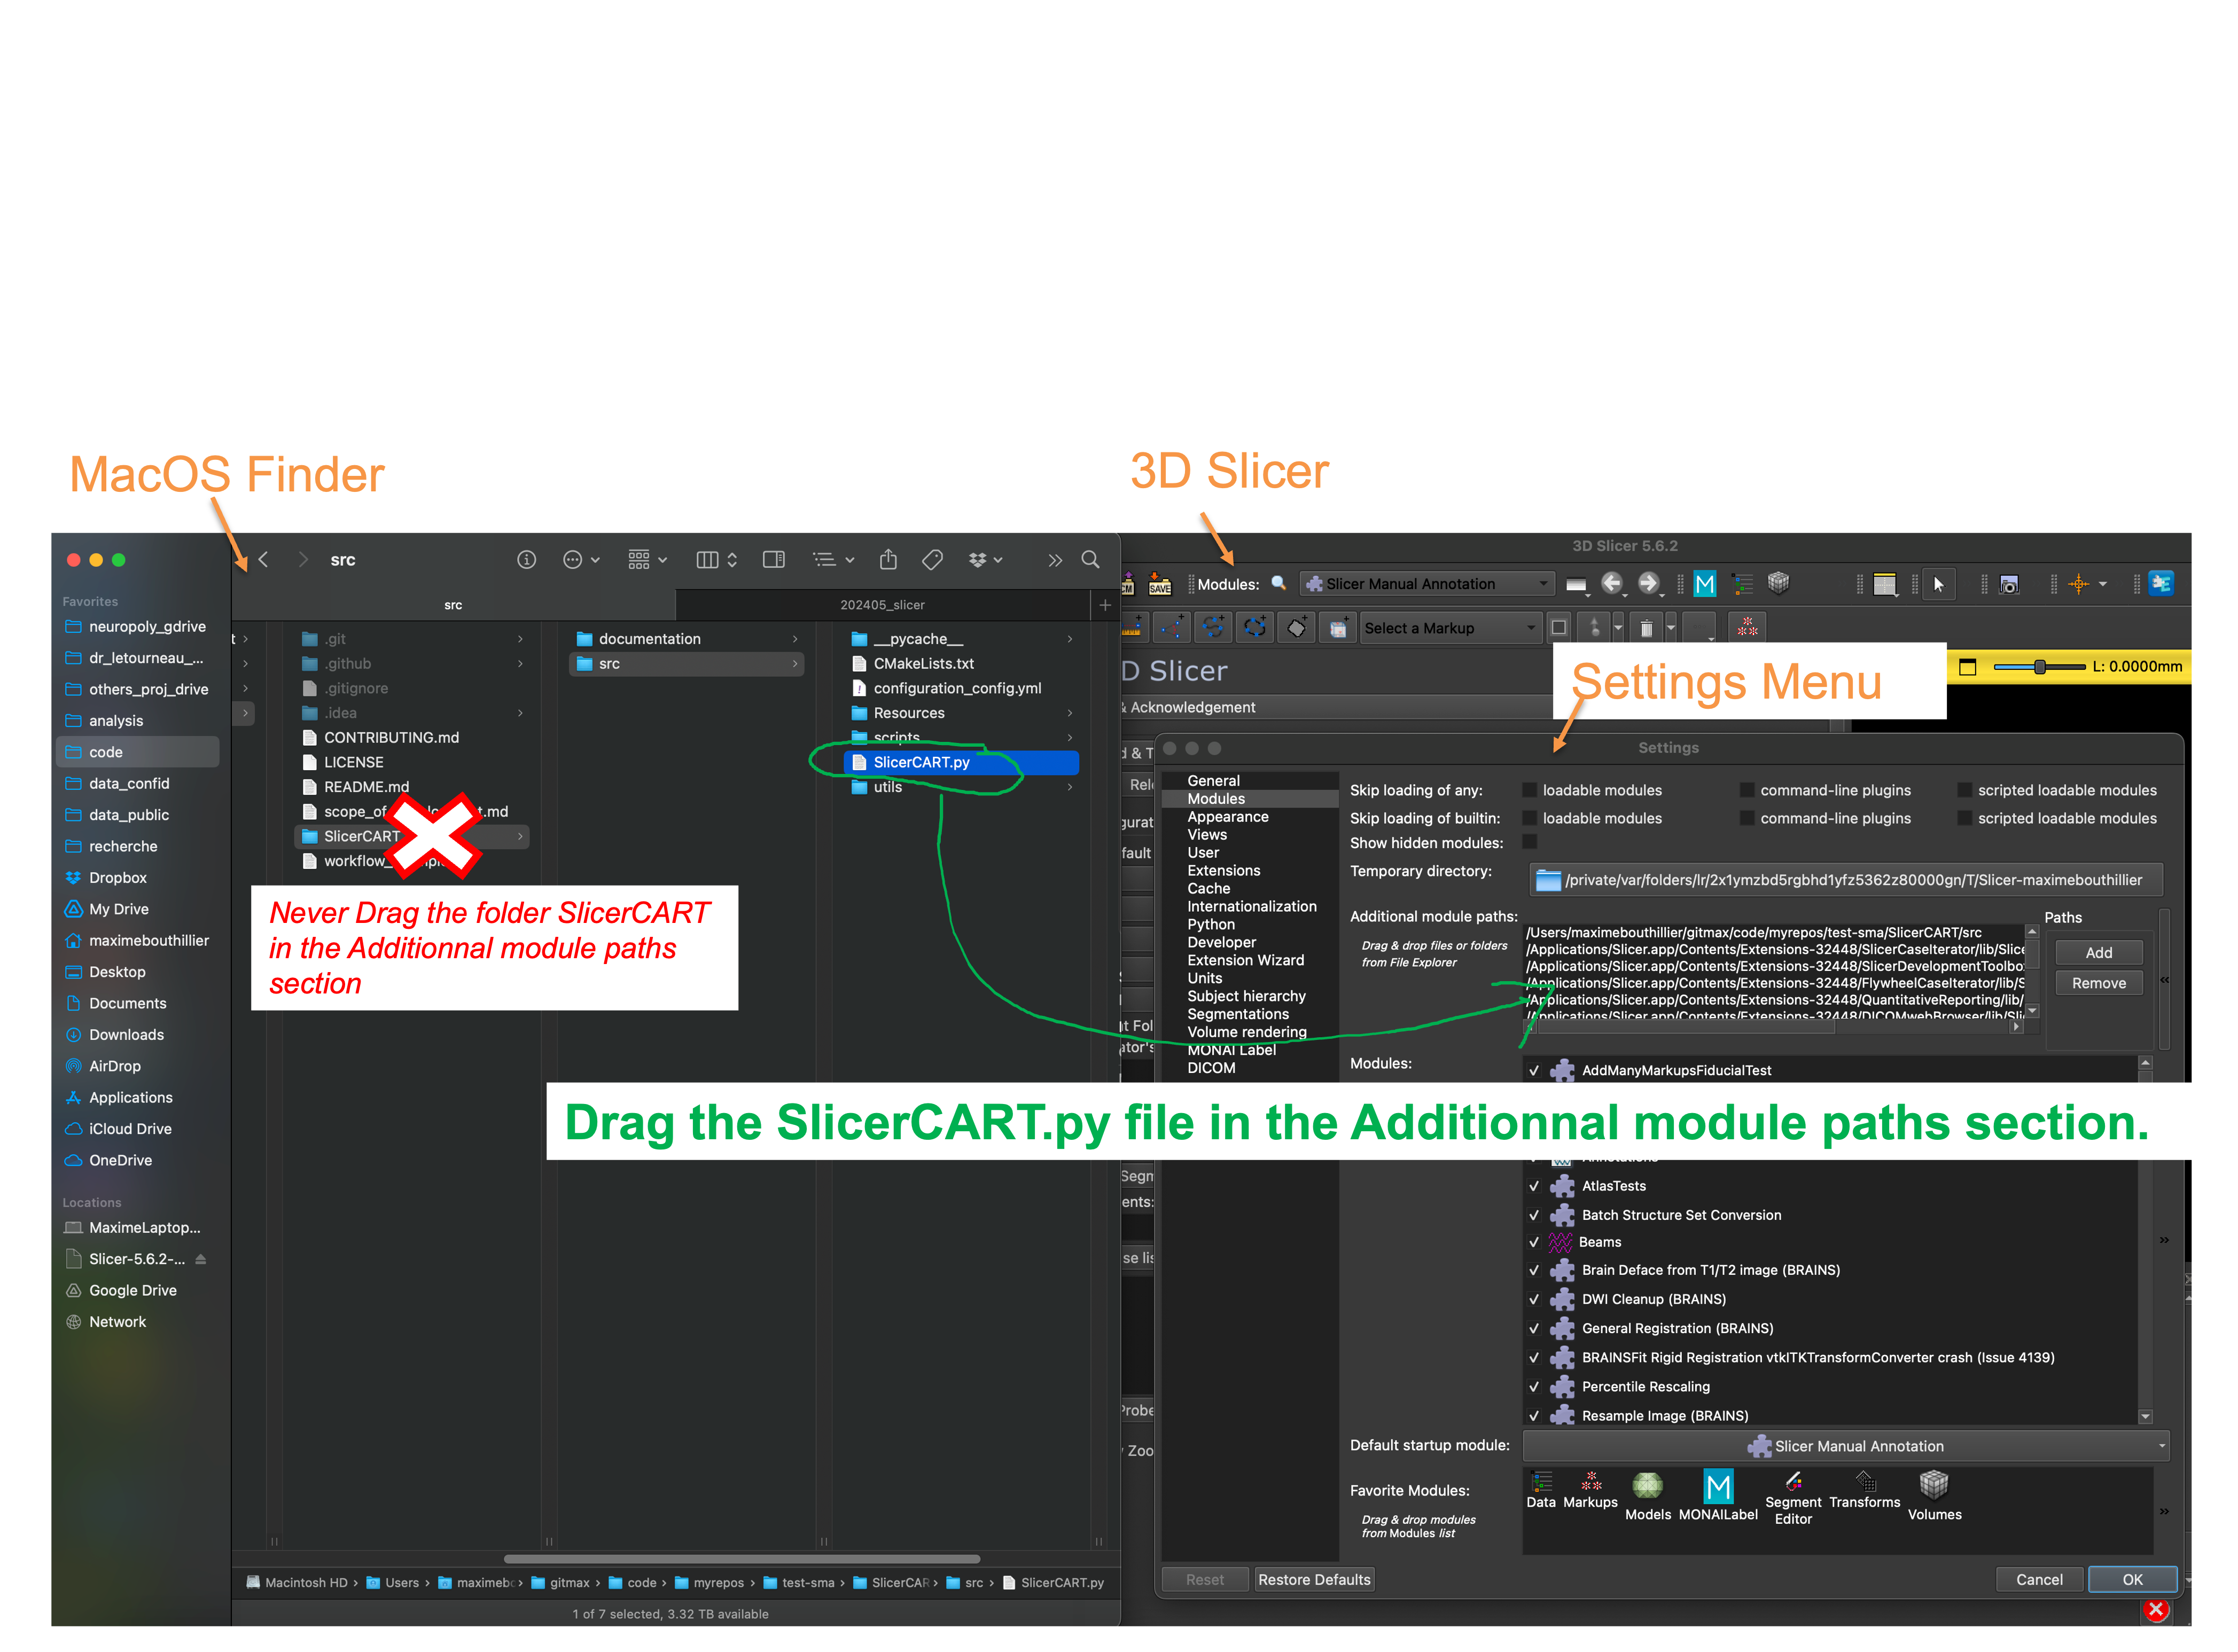 MacOS Finder
3D Slicer
src
src
202405_slicer
Favorites
neuropoly_gdrive
dr_letourneau_...
others_proj_drive
analysis
code
data_confid
data_public
recherche
Dropbox
My Drive
maximebouthillier
Desktop
Documents
Downloads
AirDrop
Applications
iCloud Drive
OneDrive
Locations
MaximeLaptop...
Slicer-5.6.2-...
Google Drive
Network
.git
.github
.gitignore
.idea
CONTRIBUTING.md
LICENSE
README.md
SlicerCART
documentation
src
__pycache__
CMakeLists.txt
configuration_config.yml
Resources
scripts
SlicerCART.py
utils
Never Drag the folder SlicerCART
in the Additionnal module paths
section
Macintosh HD › Users › gitmax › code › myrepos › test-sma › SlicerCAR › src › SlicerCART.py
1 of 7 selected, 3.32 TB available
3D Slicer 5.6.2
SAVE
Modules:
Slicer Manual Annotation
M
Select a Markup
D Slicer
L: 0.0000mm
& Acknowledgement
Settings Menu
Settings
General
Modules
Appearance
Views
User
Extensions
Cache
Internationalization
Python
Developer
Extension Wizard
Units
Subject hierarchy
Segmentations
Volume rendering
MONAI Label
DICOM
Skip loading of any:
loadable modules
command-line plugins
scripted loadable modules
Skip loading of builtin:
loadable modules
command-line plugins
scripted loadable modules
Show hidden modules:
Temporary directory:
/private/var/folders/lr/2x1ymzbd5rgbhd1yfz5362z80000gn/T/Slicer-maximebouthillier
Additional module paths:
Drag & drop files or folders
from File Explorer
/Users/maximebouthillier/gitmax/code/myrepos/test-sma/SlicerCART/src
/Applications/Slicer.app/Contents/Extensions-32448/SlicerCaseIterator/lib/Slice
/Applications/Slicer.app/Contents/Extensions-32448/SlicerDevelopmentToolbo
/Applications/Slicer.app/Contents/Extensions-32448/FlywheelCaseIterator/lib/S
/Applications/Slicer.app/Contents/Extensions-32448/QuantitativeReporting/lib/
/Applications/Slicer.app/Contents/Extensions-32448/DICOMwebBrowser/lib/Sli
Paths
Add
Remove
Modules:
AddManyMarkupsFiducialTest
Drag the SlicerCART.py file in the Additionnal module paths section.
AtlasTests
Batch Structure Set Conversion
Beams
Brain Deface from T1/T2 image (BRAINS)
DWI Cleanup (BRAINS)
General Registration (BRAINS)
BRAINSFit Rigid Registration vtkITKTransformConverter crash (Issue 4139)
Percentile Rescaling
Resample Image (BRAINS)
Default startup module:
Slicer Manual Annotation
Favorite Modules:
Drag & drop modules
from Modules list
Data
Markups
Models
M
MONAILabel
Segment
Editor
Transforms
Volumes
Reset
Restore Defaults
Cancel
OK